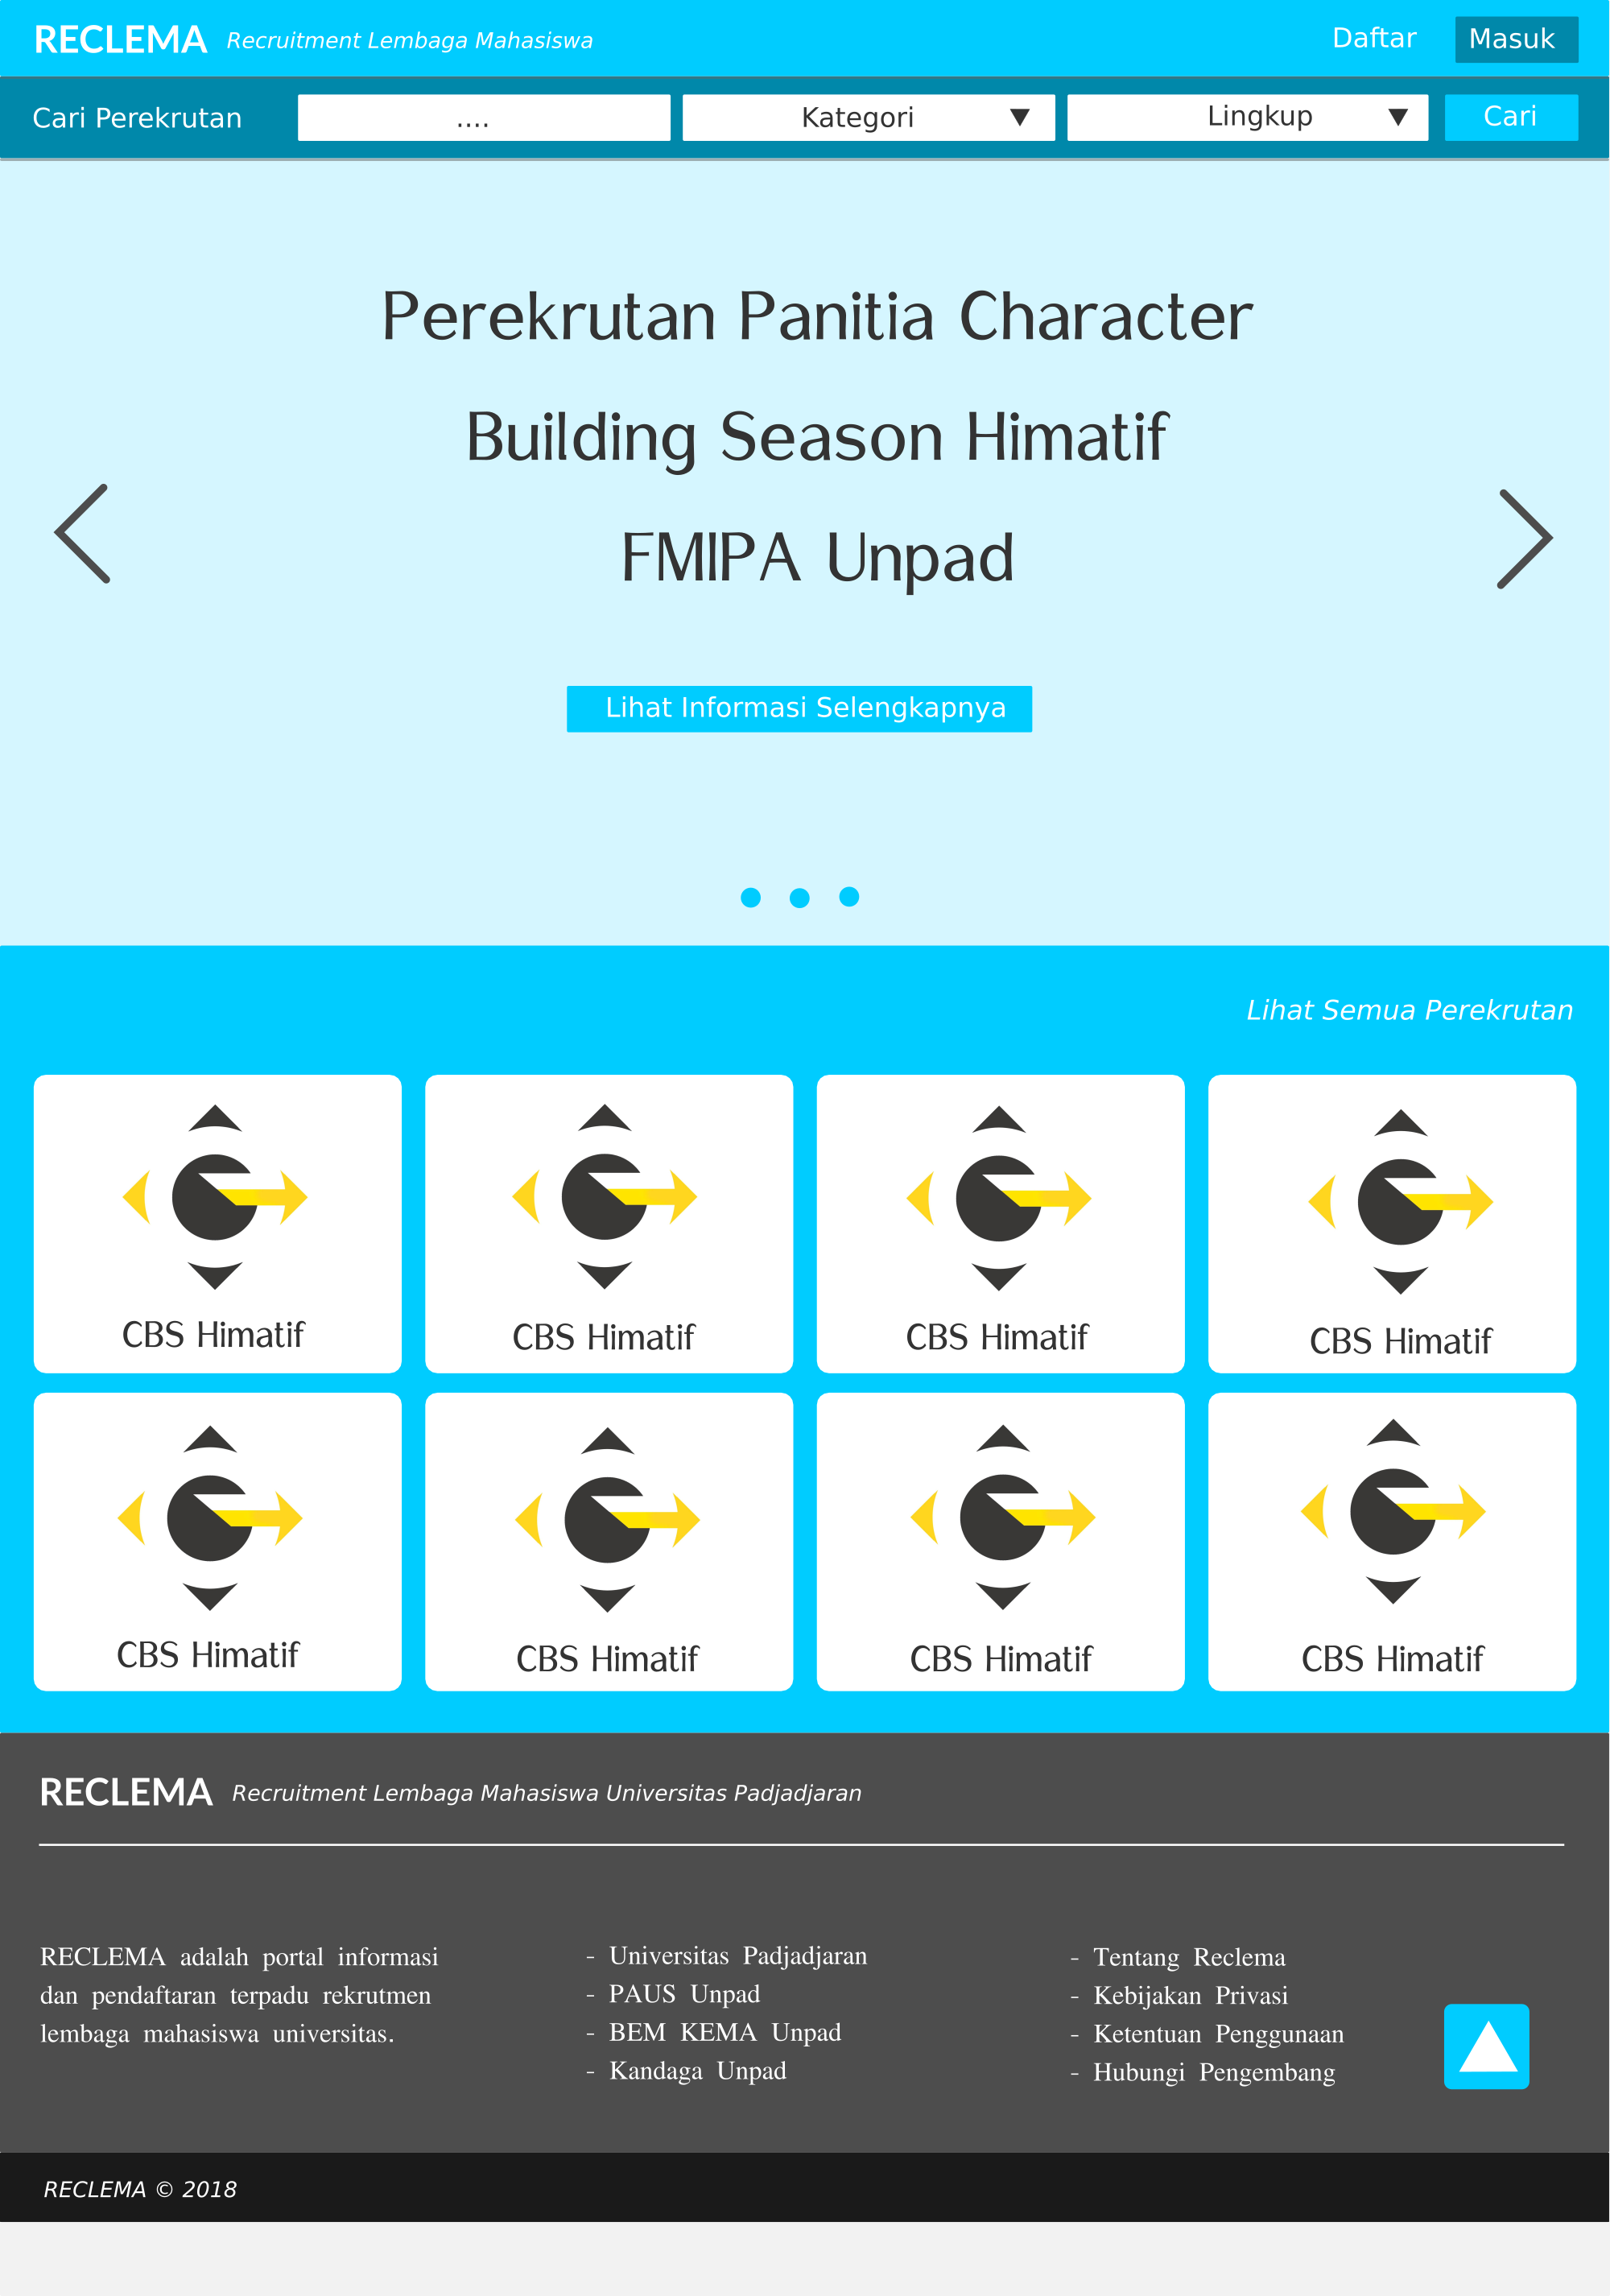 RECLEMA Recruitment Lembaga Mahasiswa Daftar Masuk
Cari Perekrutan .... Kategori Lingkup Cari
Perekrutan Panitia Character
Building Season Himatif
FMIPA Unpad
Lihat Informasi Selengkapnya
Lihat Semua Perekrutan
CBS Himatif CBS Himatif CBS Himatif CBS Himatif
CBS Himatif CBS Himatif CBS Himatif CBS Himatif
RECLEMA Recruitment Lembaga Mahasiswa Universitas Padjadjaran
RECLEMA adalah portal informasi
dan pendaftaran terpadu rekrutmen
lembaga mahasiswa universitas.
- Universitas Padjadjaran
- PAUS Unpad
- BEM KEMA Unpad
- Kandaga Unpad
- Tentang Reclema
- Kebijakan Privasi
- Ketentuan Penggunaan
- Hubungi Pengembang
RECLEMA © 2018